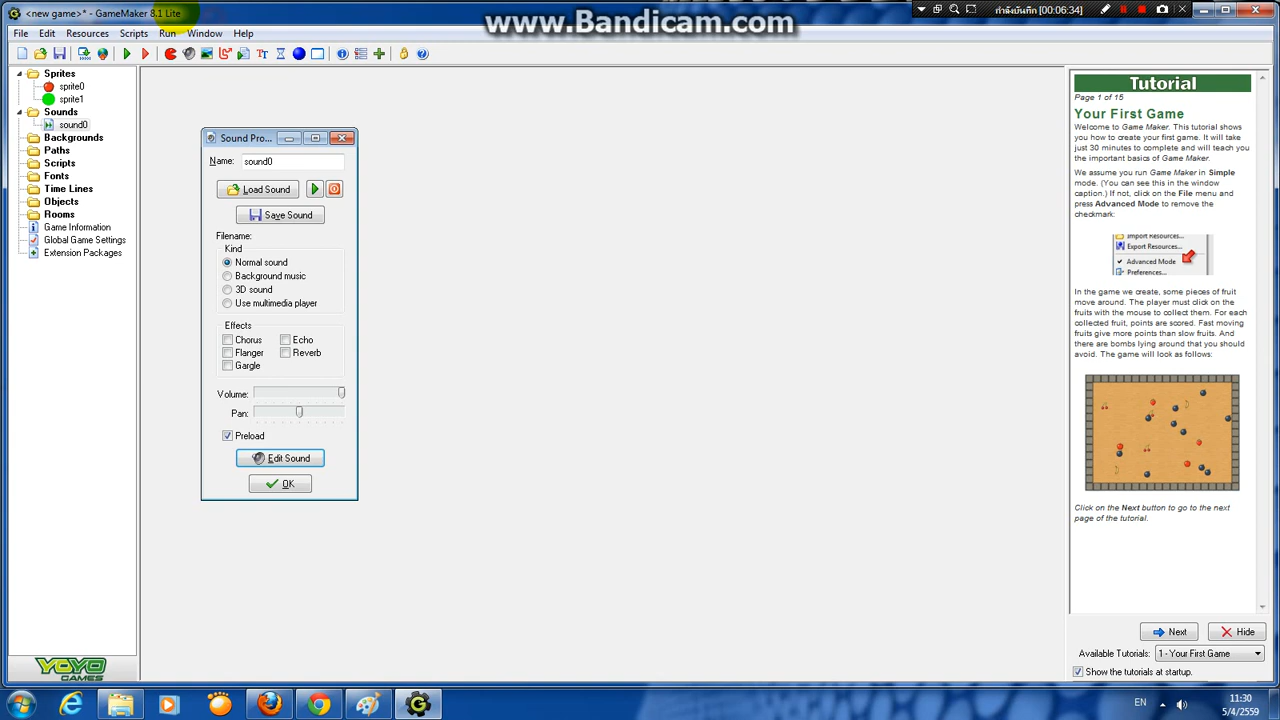 <new game>* - GameMaker 8.1 Lite
www.Bandicam.com
กำลังบันทึก [00:06:34]
File Edit Resources Scripts Run Window Help
Sprites
sprite0
sprite1
Sounds
sound0
Backgrounds
Paths
Scripts
Fonts
Time Lines
Objects
Rooms
Game Information
Global Game Settings
Extension Packages
YOYO
GAMES
Sound Pro...
Name: sound0
Load Sound
Save Sound
Filename:
Kind
Normal sound
Background music
3D sound
Use multimedia player
Effects
Chorus Echo
Flanger Reverb
Gargle
Volume:
Pan:
Preload
Edit Sound
OK
Tutorial
Page 1 of 15
Your First Game
Welcome to Game Maker. This tutorial shows
you how to create your first game. It will take
just 30 minutes to complete and will teach you
the important basics of Game Maker.
We assume you run Game Maker in Simple
mode. (You can see this in the window
caption.) If not, click on the File menu and
press Advanced Mode to remove the
checkmark:
Import Resources...
Export Resources...
Advanced Mode
Preferences...
In the game we create, some pieces of fruit
move around. The player must click on the
fruits with the mouse to collect them. For each
collected fruit, points are scored. Fast moving
fruits give more points than slow fruits. And
there are bombs lying around that you should
avoid. The game will look as follows:
Click on the Next button to go to the next
page of the tutorial.
Next Hide
Available Tutorials: 1 - Your First Game
Show the tutorials at startup.
EN
11:30
5/4/2559